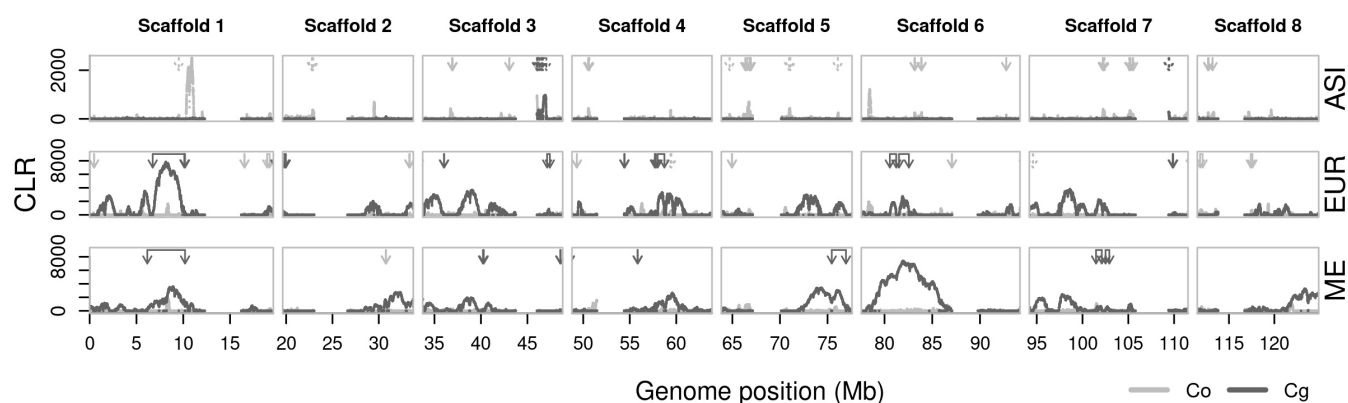 Scaffold 1 Scaffold 2 Scaffold 3 Scaffold 4 Scaffold 5 Scaffold 6 Scaffold 7 Scaffold 8
2000
0
ASI
8000
0
EUR
CLR
8000
0
ME
0 5 10 15 20 25 30 35 40 45 50 55 60 65 70 75 80 85 90 95 100 105 110 115 120
Genome position (Mb)
Co Cg